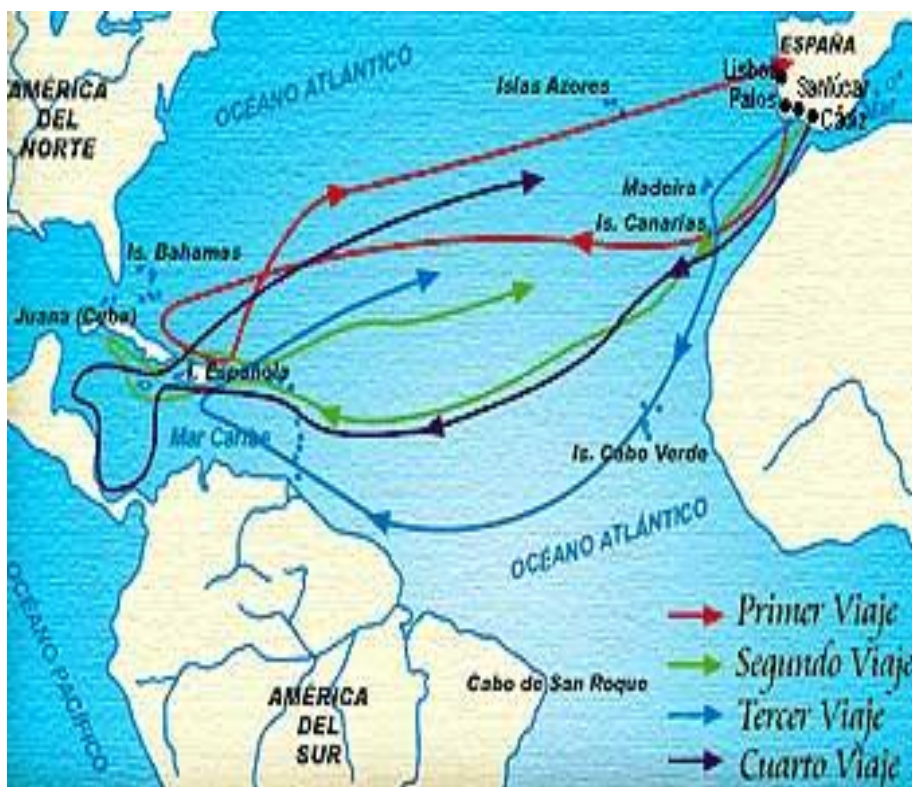 ESPAÑA
Lisboa
Sanlúcar
Palos
Cádiz
AMÉRICA
DEL
NORTE
OCÉANO ATLÁNTICO
Islas Azores
Madeira
Is. Canarias
Is. Bahamas
Juana (Cuba)
I. Española
Mar Caribe
Is. Cabo Verde
OCÉANO ATLÁNTICO
OCÉANO PACÍFICO
AMÉRICA
DEL
SUR
Cabo de San Roque
Primer Viaje
Segundo Viaje
Tercer Viaje
Cuarto Viaje